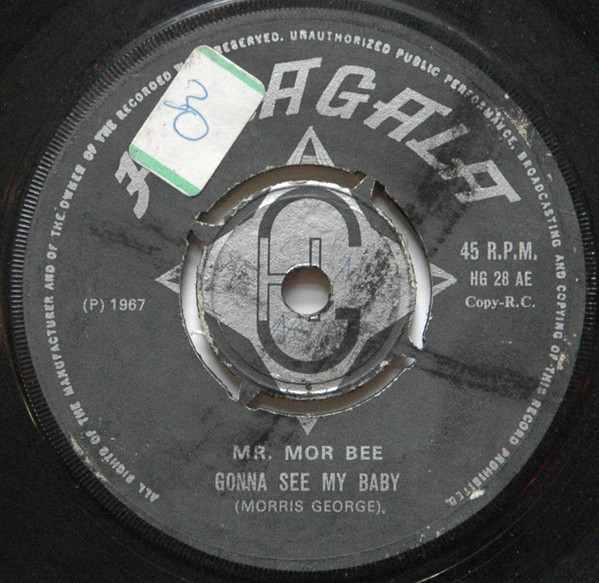 ALL RIGHTS OF THE MANUFACTURER AND OF THE OWNER OF THE RECORDED RESERVED. UNAUTHORIZED PUBLIC PERFORMANCE, BROADCASTING AND COPYING OF THIS RECORD PROHIBITED.
45 R.P.M.
HG 28 AE
Copy-R.C.
(P) 1967
MR. MOR BEE
GONNA SEE MY BABY
(MORRIS GEORGE).